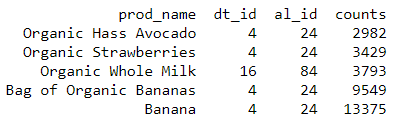 prod_name dt_id al_id counts
Organic Hass Avocado 4 24 2982
Organic Strawberries 4 24 3429
Organic Whole Milk 16 84 3793
Bag of Organic Bananas 4 24 9549
Banana 4 24 13375